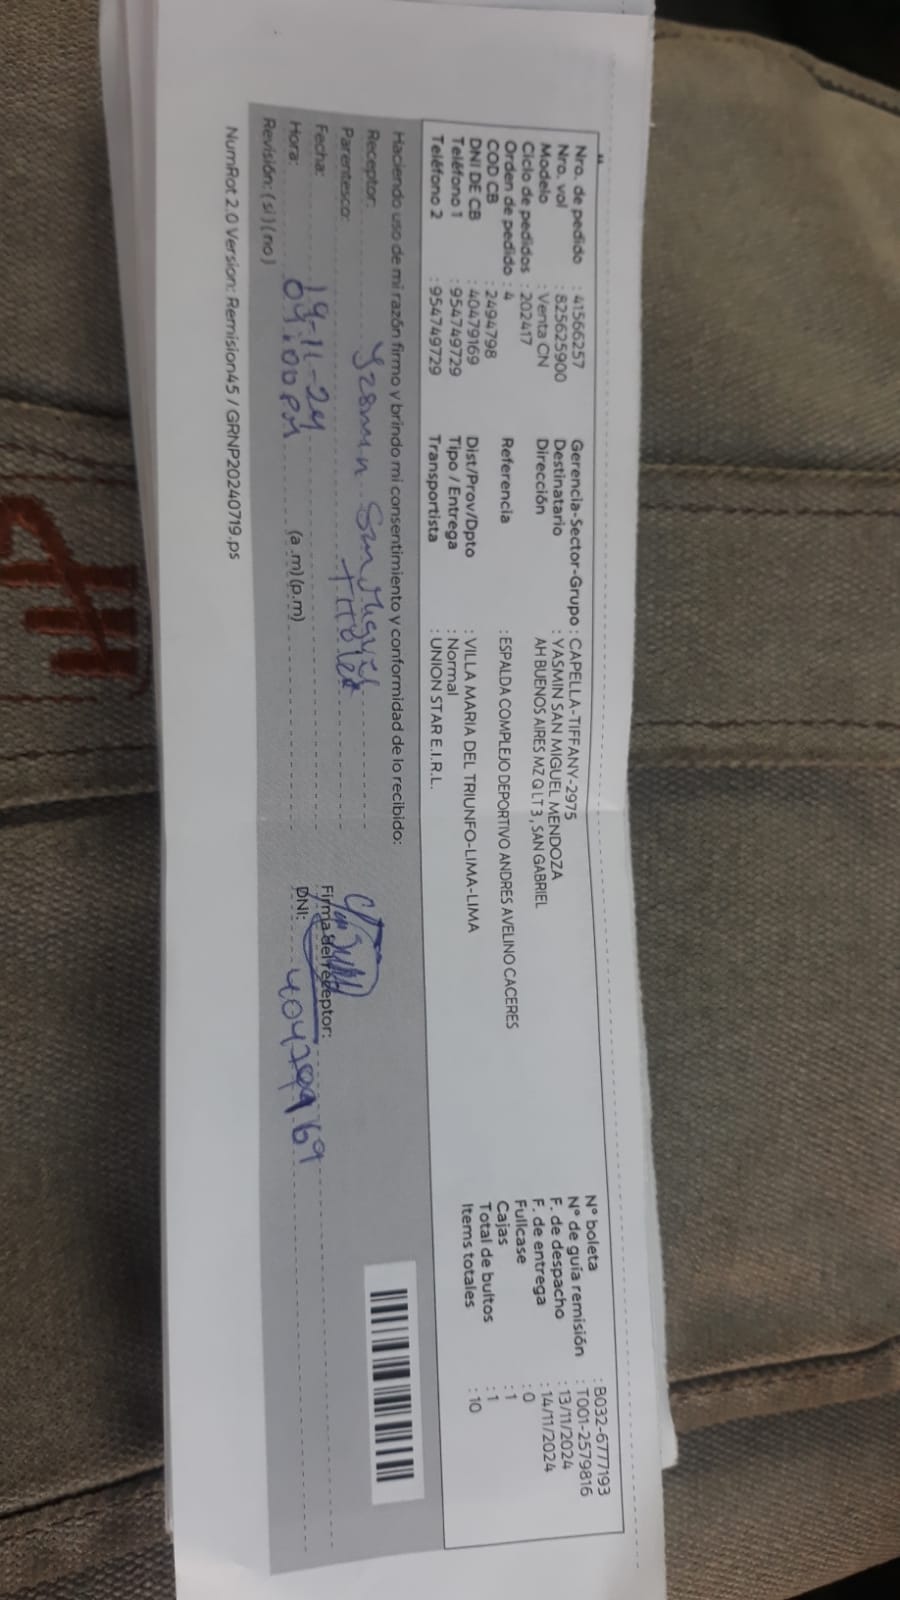 Nro. de pedido : 41566257 Gerencia-Sector-Grupo : CAPELLA-TIFFANY-2975 N° boleta : B032-6777193
Nro. vol : 825625900 Destinatario : YASMIN SAN MIGUEL MENDOZA N° de guía remisión : T001-2579816
Modelo : Venta CN Dirección AH BUENOS AIRES MZ Q LT 3, SAN GABRIEL F. de despacho : 13/11/2024
Ciclo de pedidos : 202417 F. de entrega : 14/11/2024
Orden de pedido : 4 Referencia : ESPALDA COMPLEJO DEPORTIVO ANDRES AVELINO CACERES Fullcase : 0
COD CB : 2494798 Cajas : 1
DNI DE CB : 40479169 Dist/Prov/Dpto : VILLA MARIA DEL TRIUNFO-LIMA-LIMA Total de bultos : 1
Teléfono 1 : 954749729 Tipo / Entrega : Normal Items totales : 10
Teléfono 2 : 954749729 Transportista : UNION STAR E.I.R.L.
Haciendo uso de mi razón firmo y brindo mi consentimiento y conformidad de lo recibido:
Receptor: San Miguel
Parentesco:
Fecha: 19-11-24 Firma del receptor:
Hora: 04:00 PM (a.m)(p.m) DNI:
Revisión: (si) (no)
NumRot 2.0 Version: Remision45 / GRNP20240719.ps